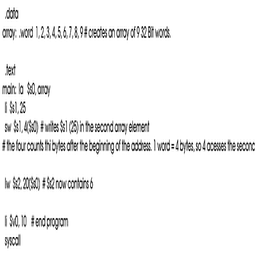 .data
array: .word 1, 2, 3, 4, 5, 6, 7, 8, 9 # creates an array of 9 32 Bit words.
.text
main: la $s0, array
li $s1, 25
sw $s1, 4($s0) # writes $s1 (25) in the second array element
# the four counts thi bytes after the beginning of the address. 1 word = 4 bytes, so 4 acesses the second
lw $s2, 20($s0) # $s2 now contains 6
li $v0, 10 # end program
syscall